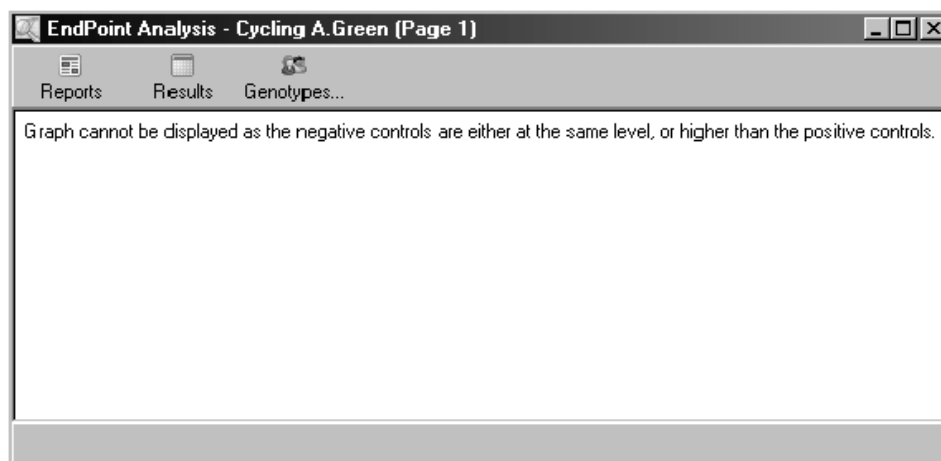 EndPoint Analysis - Cycling A.Green (Page 1)
Reports Results Genotypes...
Graph cannot be displayed as the negative controls are either at the same level, or higher than the positive controls.